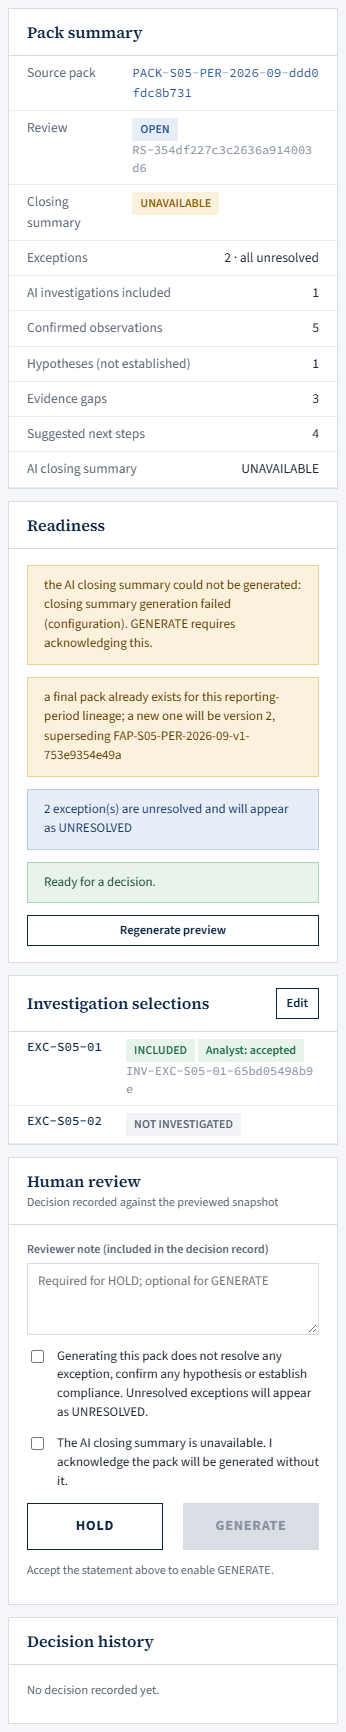 Pack summary
Source pack
PACK-S05-PER-2026-09-ddd0
fdc8b731
Review
OPEN
RS-354df227c3c2636a914003
d6
Closing
summary
UNAVAILABLE
Exceptions
2 · all unresolved
AI investigations included
1
Confirmed observations
5
Hypotheses (not established)
1
Evidence gaps
3
Suggested next steps
4
AI closing summary
UNAVAILABLE
Readiness
the AI closing summary could not be generated:
closing summary generation failed
(configuration). GENERATE requires
acknowledging this.
a final pack already exists for this reporting-
period lineage; a new one will be version 2,
superseding FAP-S05-PER-2026-09-v1-
753e9354e49a
2 exception(s) are unresolved and will appear
as UNRESOLVED
Ready for a decision.
Regenerate preview
Investigation selections
Edit
EXC-S05-01
INCLUDED
Analyst: accepted
INV-EXC-S05-01-65bd05498b9
e
EXC-S05-02
NOT INVESTIGATED
Human review
Decision recorded against the previewed snapshot
Reviewer note (included in the decision record)
Required for HOLD; optional for GENERATE
Generating this pack does not resolve any
exception, confirm any hypothesis or establish
compliance. Unresolved exceptions will appear
as UNRESOLVED.
The AI closing summary is unavailable. I
acknowledge the pack will be generated without
it.
HOLD
GENERATE
Accept the statement above to enable GENERATE.
Decision history
No decision recorded yet.